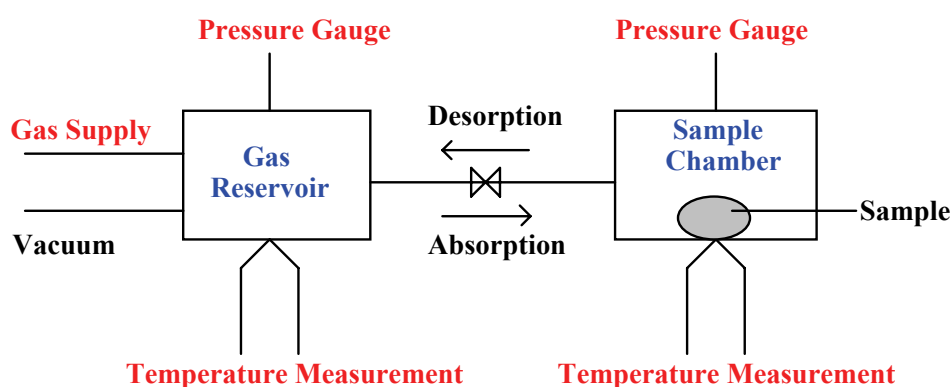 Pressure Gauge
Pressure Gauge
Gas Supply
Desorption
Sample
Chamber
Gas
Reservoir
Sample
Vacuum
Absorption
Temperature Measurement
Temperature Measurement